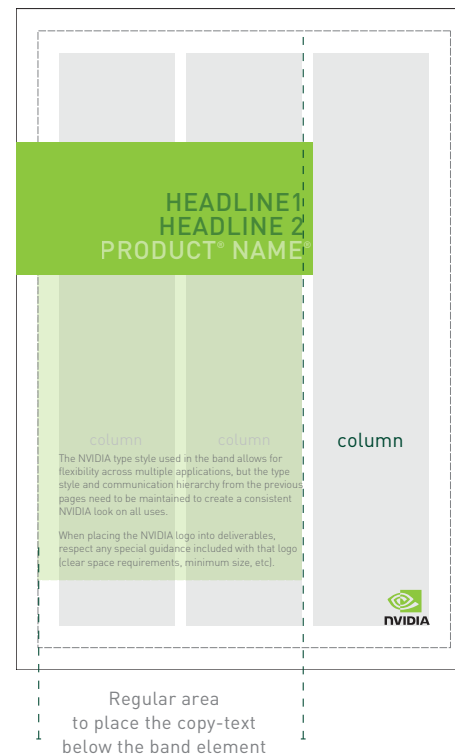 HEADLINE1
HEADLINE 2
PRODUCT® NAME®
column column column
The NVIDIA type style used in the band allows for
flexibility across multiple applications, but the type
style and communication hierarchy from the previous
pages need to be maintained to create a consistent
NVIDIA look on all uses.
When placing the NVIDIA logo into deliverables,
respect any special guidance included with that logo
(clear space requirements, minimum size, etc).
NVIDIA
Regular area
to place the copy-text
below the band element